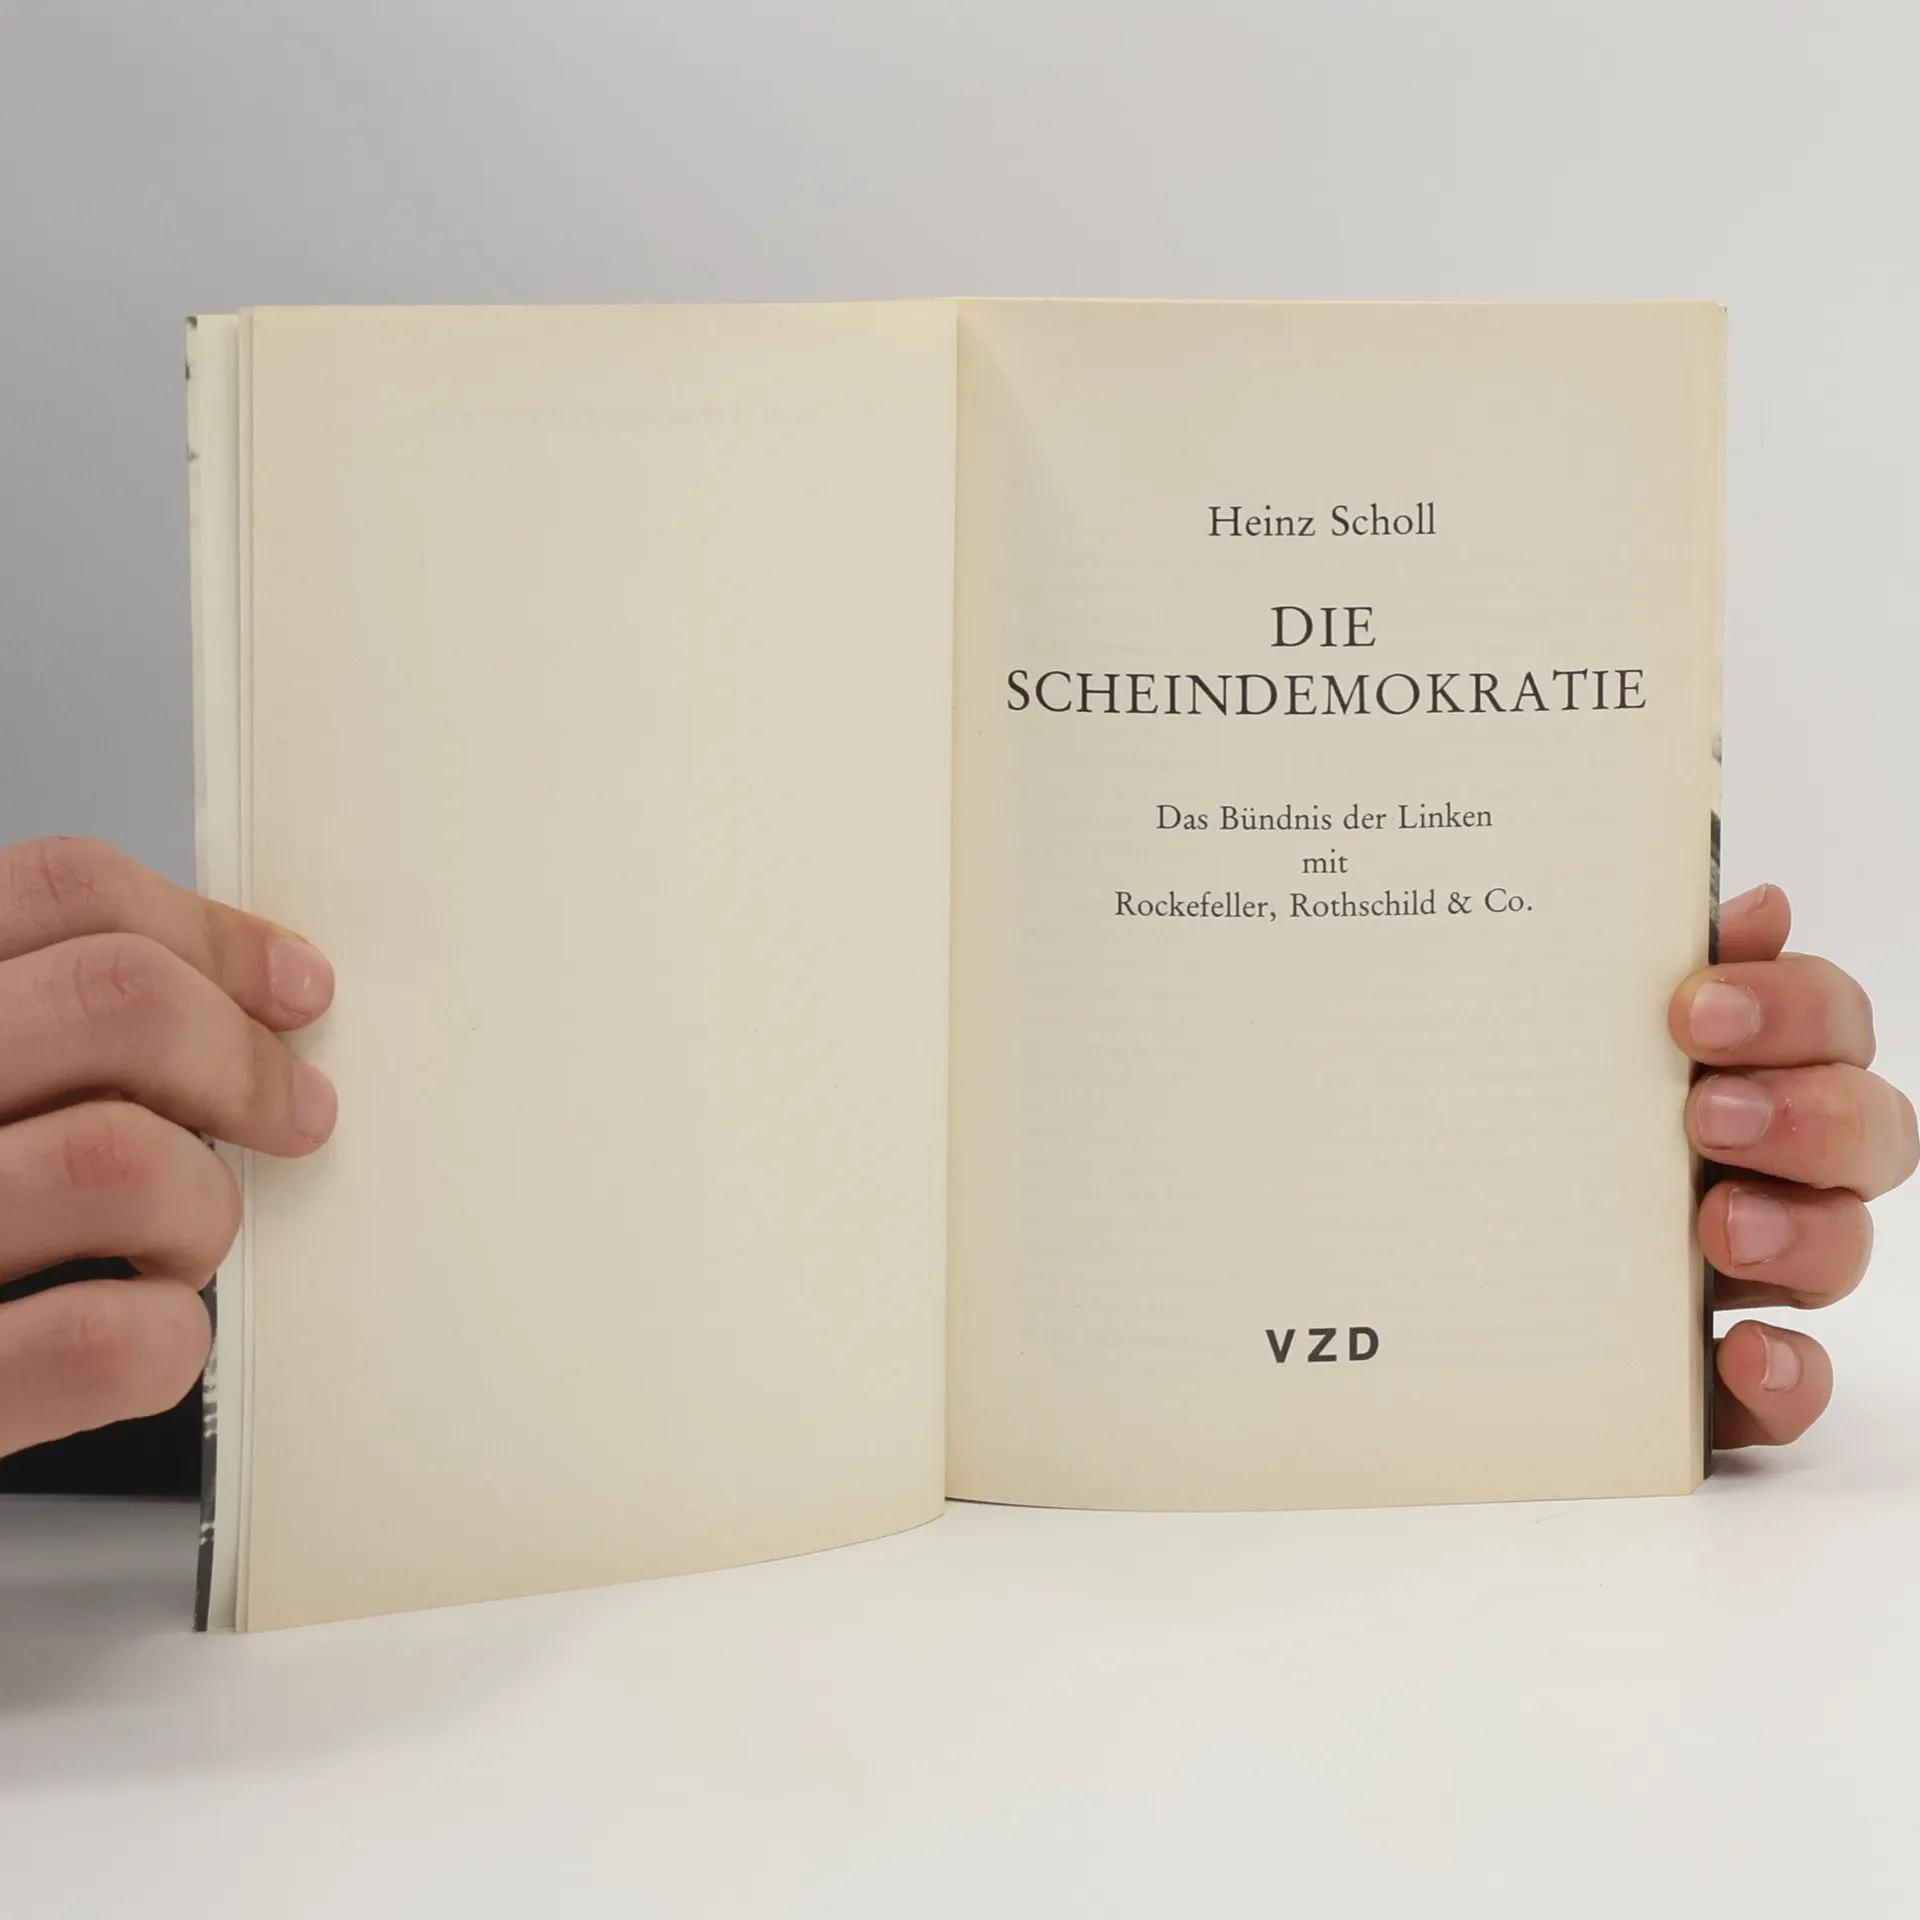 Heinz Scholl
DIE
SCHEINDEMOKRATIE
Das Bündnis der Linken
mit
Rockefeller, Rothschild & Co.
VZD